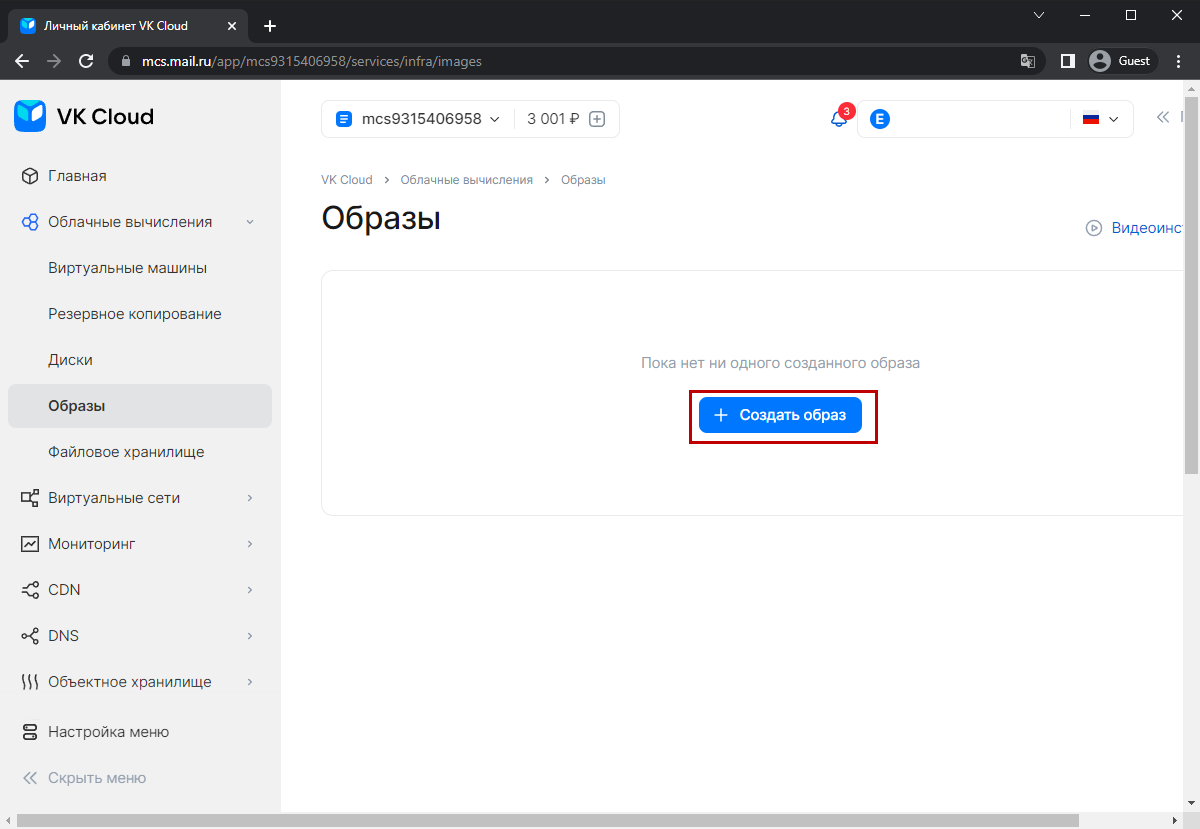 Личный кабинет VK Cloud
mcs.mail.ru/app/mcs9315406958/services/infra/images
Guest
VK Cloud
mcs9315406958
3 001 ₽
3
E
Главная
VK Cloud > Облачные вычисления > Образы
Облачные вычисления
Образы
Видеоинс
Виртуальные машины
Резервное копирование
Диски
Пока нет ни одного созданного образа
Образы
+ Создать образ
Файловое хранилище
Виртуальные сети
Мониторинг
CDN
DNS
Объектное хранилище
Настройка меню
Скрыть меню